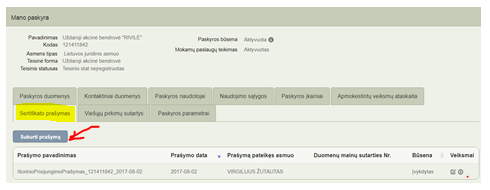 Mano paskyra
Pavadinimas Uždaroji akcinė bendrovė "RIVILĖ"
Kodas 121411842
Asmens tipas Lietuvos juridinis asmuo
Teisinė forma Uždaroji akcinė bendrovė
Teisinis statusas Teisinis stat neįregistruotas
Paskyros būsena Aktyvuota
Mokamų paslaugų teikimas Aktyvuotas
Paskyros duomenys Kontaktiniai duomenys Paskyros naudotojai Naudojimo sąlygos Paskyros įkainiai Apmokestintų veiksmų ataskaita
Sertifikato prašymas Viešųjų pirkimų sutartys Paskyros parametrai
Sukurti prašymą
Prašymo pavadinimas Prašymo data Prašymą pateikęs asmuo Duomenų mainų sutarties Nr. Būsena Veiksmai
2017-08-02 VIRGILIJUS ŽUTAUTAS Įvykdytas